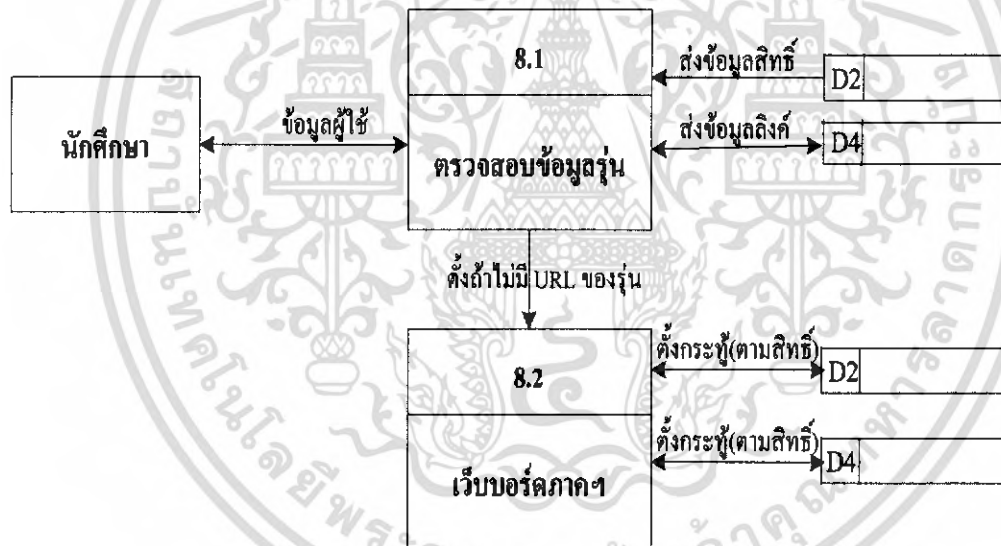 8.1
ส่งข้อมูลสิทธิ์
D2
นักศึกษา
ข้อมูลผู้ใช้
ตรวจสอบข้อมูลรุ่น
ส่งข้อมูลลิงค์
D4
ตั้งถ้าไม่มี URL ของรุ่น
8.2
ตั้งกระทู้(ตามสิทธิ์)
D2
เว็บบอร์ดภาคฯ
ตั้งกระทู้(ตามสิทธิ์)
D4